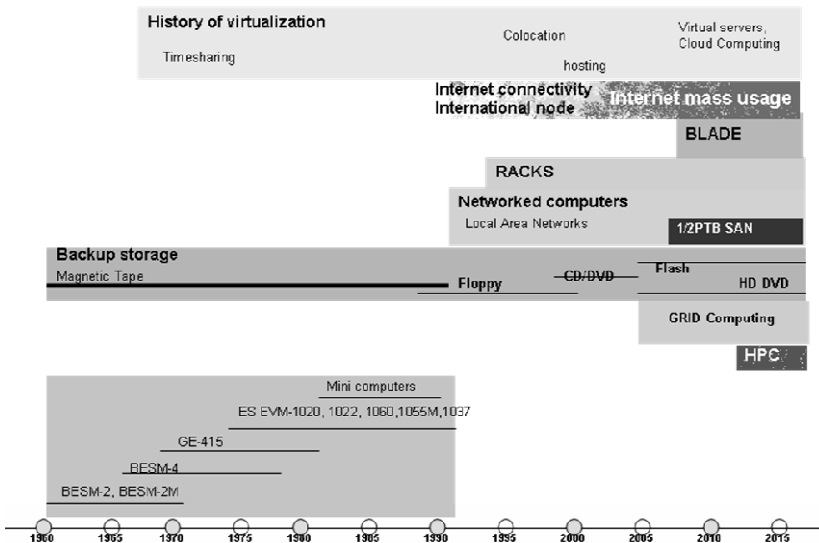 History of virtualization
Timesharing
Colocation
hosting
Virtual servers,
Cloud Computing
Internet connectivity
International node
Internet mass usage
BLADE
RACKS
Networked computers
Local Area Networks
1/2PTB SAN
Backup storage
Magnetic Tape
Floppy
CD/DVD
Flash
HD DVD
GRID Computing
HPC
Mini computers
ES EVM-1020, 1022, 1060,1055M,1037
GE-415
BESM-4
BESM-2, BESM-2M
1960 1965 1970 1975 1980 1985 1990 1995 2000 2005 2010 2015